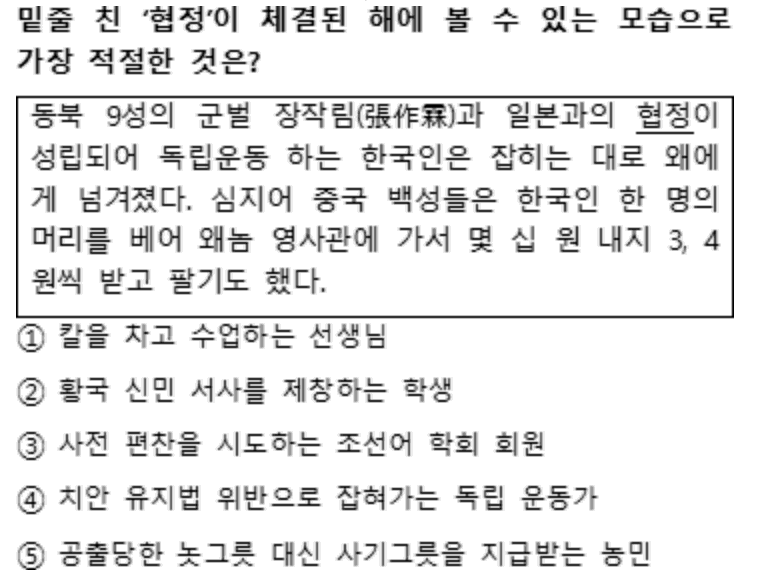 밑줄 친 '협정'이 체결된 해에 볼 수 있는 모습으로
가장 적절한 것은?
동북 9성의 군벌 장작림(張作霖)과 일본과의 협정이
성립되어 독립운동 하는 한국인은 잡히는 대로 왜에
게 넘겨졌다. 심지어 중국 백성들은 한국인 한 명의
머리를 베어 왜놈 영사관에 가서 몇 십 원 내지 3, 4
원씩 받고 팔기도 했다.
① 칼을 차고 수업하는 선생님
② 황국 신민 서사를 제창하는 학생
③ 사전 편찬을 시도하는 조선어 학회 회원
④ 치안 유지법 위반으로 잡혀가는 독립 운동가
⑤ 공출당한 놋그릇 대신 사기그릇을 지급받는 농민